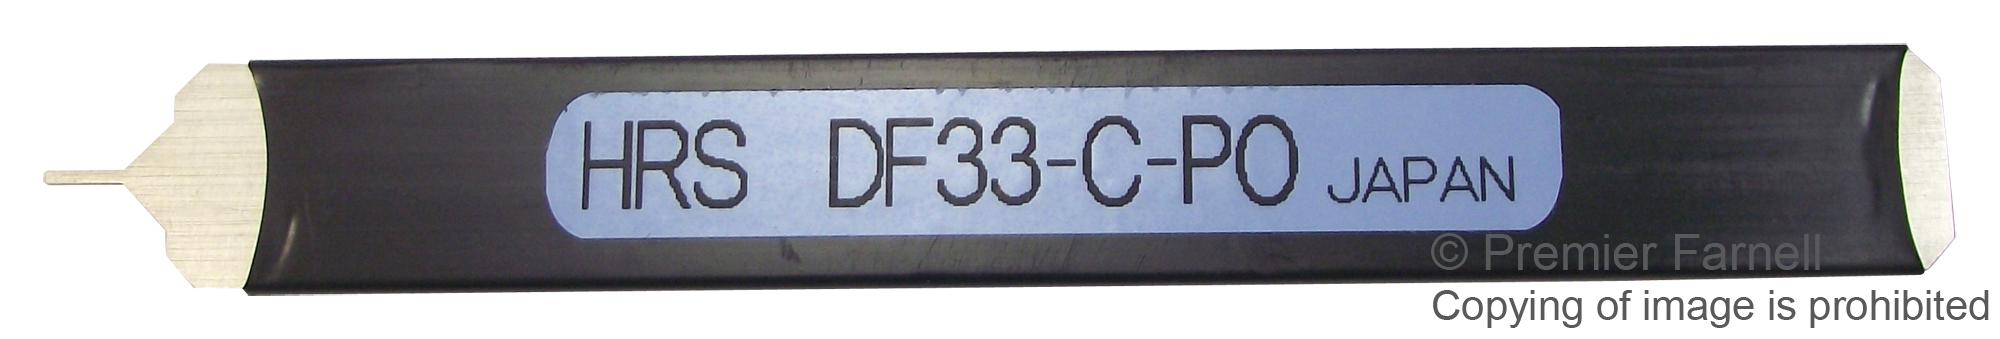 HRS DF33-C-PO JAPAN
© Premier Farnell
Copying of image is prohibited